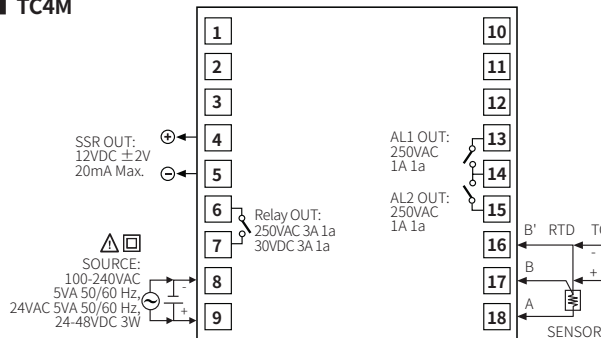 TC4M
1
2
3
4
5
6
7
8
9
10
11
12
13
14
15
16
17
18
SSR OUT:
12VDC ±2V
20mA Max.
Relay OUT:
250VAC 3A 1a
30VDC 3A 1a
SOURCE:
100-240VAC
5VA 50/60 Hz,
24VAC 5VA 50/60 Hz,
24-48VDC 3W
-
+
AL1 OUT:
250VAC
1A 1a
AL2 OUT:
250VAC
1A 1a
B' RTD
B
A
-
+
SENSOR